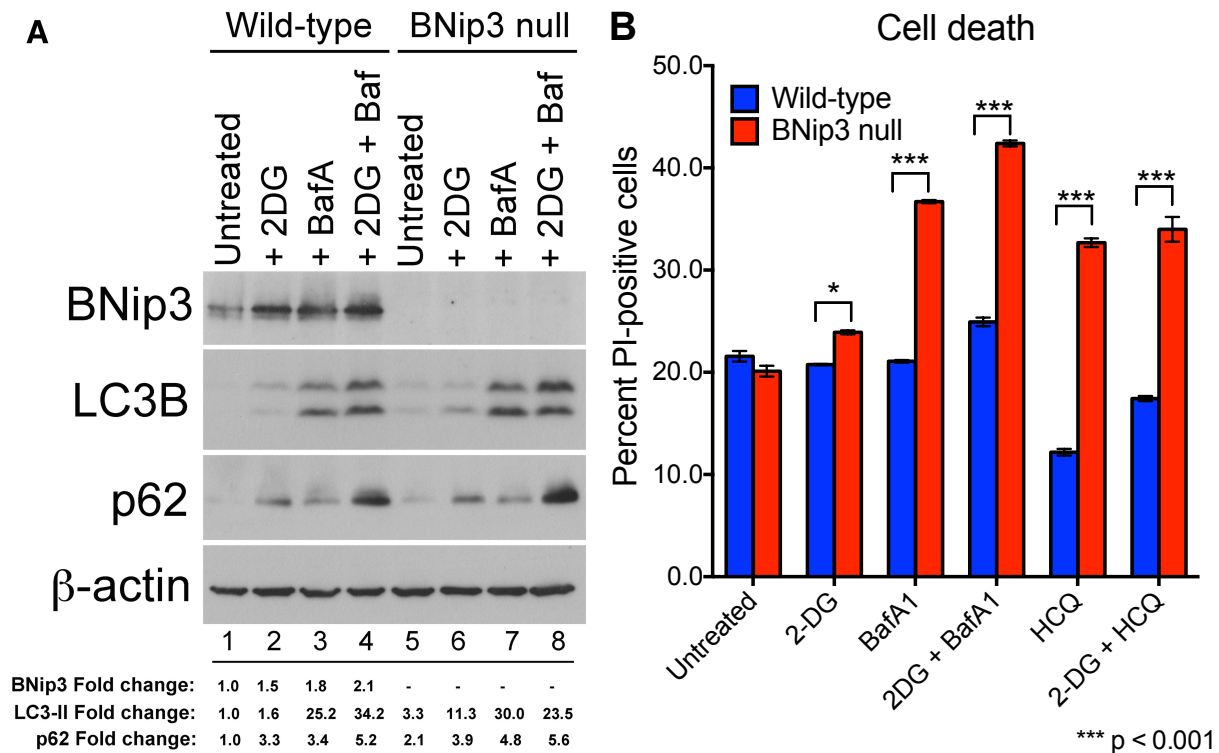 A
Wild-type BNip3 null
Untreated
+ 2DG
+ BafA
+ 2DG + Baf
Untreated
+ 2DG
+ BafA
+ 2DG + Baf
BNip3
LC3B
p62
β-actin
1 2 3 4 5 6 7 8
BNip3 Fold change: 1.0 1.5 1.8 2.1 - - - -
LC3-II Fold change: 1.0 1.6 25.2 34.2 3.3 11.3 30.0 23.5
p62 Fold change: 1.0 3.3 3.4 5.2 2.1 3.9 4.8 5.6
B
Cell death
Percent PI-positive cells
50.0
40.0
30.0
20.0
10.0
0.0
Wild-type
BNip3 null
*
***
***
***
***
Untreated
2-DG
BafA1
2DG + BafA1
HCQ
2-DG + HCQ
*** p < 0.001